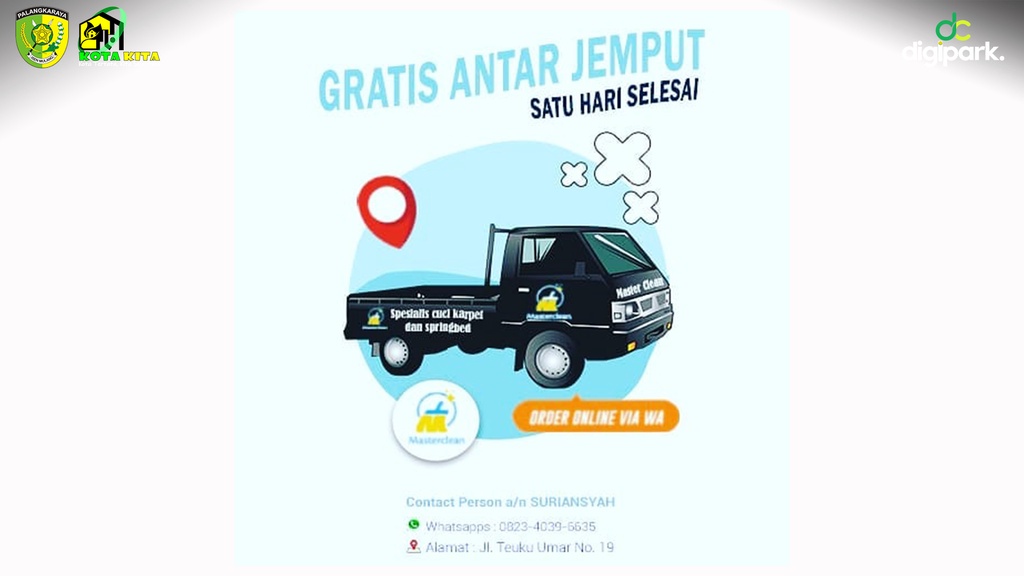 PALANGKARAYA
KOTA KITA
dc
digipark.
GRATIS ANTAR JEMPUT
SATU HARI SELESAI
Master Clean
Masterclean
Spesialis cuci karpet
dan springbed
Masterclean
ORDER ONLINE VIA WA
Contact Person a/n SURIANSYAH
Whatsapps : 0823-4039-6635
Alamat : Jl. Teuku Umar No. 19